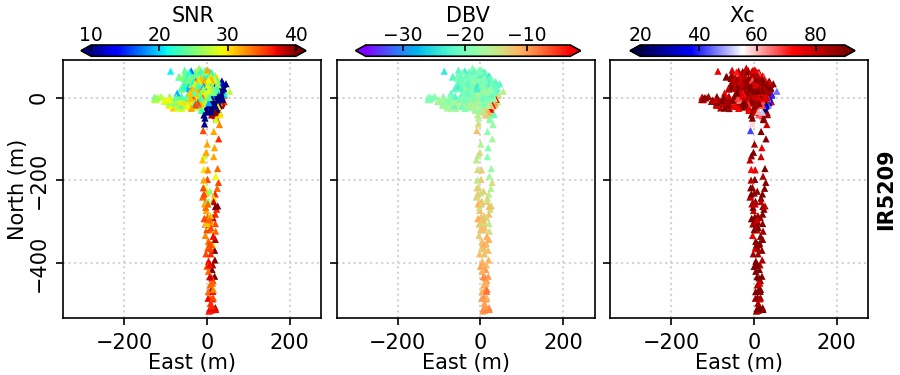 SNR DBV Xc
10 20 30 40 −30 −20 −10 20 40 60 80
0
−200
−400
North (m)
IR5209
−200 0 200 −200 0 200 −200 0 200
East (m) East (m) East (m)